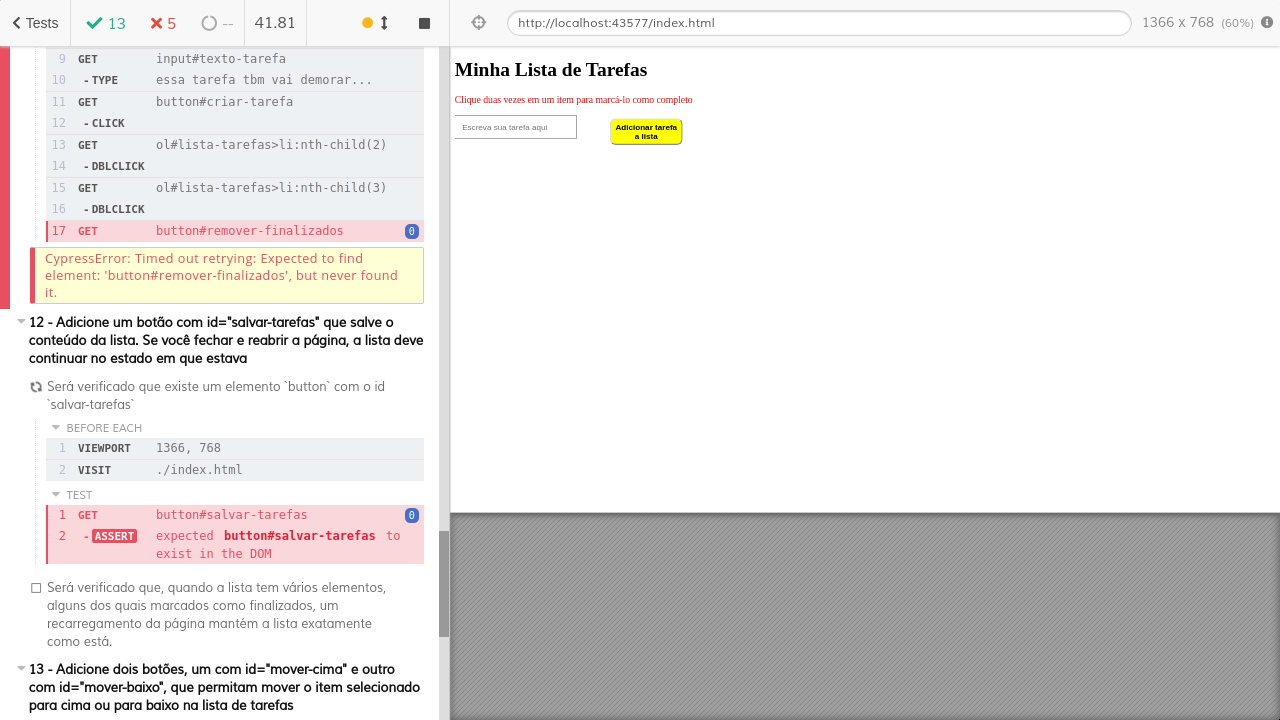 Tests 13 5 -- 41.81
http://localhost:43577/index.html 1366 x 768 (60%)
9 GET input#texto-tarefa
10 -TYPE essa tarefa tbm vai demorar...
11 GET button#criar-tarefa
12 -CLICK
13 GET ol#lista-tarefas>li:nth-child(2)
14 -DBLCLICK
15 GET ol#lista-tarefas>li:nth-child(3)
16 -DBLCLICK
17 GET button#remover-finalizados 0
CypressError: Timed out retrying: Expected to find
element: 'button#remover-finalizados', but never found
it.
12 - Adicione um botão com id="salvar-tarefas" que salve o
conteúdo da lista. Se você fechar e reabrir a página, a lista deve
continuar no estado em que estava
Será verificado que existe um elemento `button` com o id
`salvar-tarefas`
BEFORE EACH
1 VIEWPORT 1366, 768
2 VISIT ./index.html
TEST
1 GET button#salvar-tarefas 0
2 -ASSERT expected button#salvar-tarefas to
exist in the DOM
Será verificado que, quando a lista tem vários elementos,
alguns dos quais marcados como finalizados, um
recarregamento da página mantém a lista exatamente
como está.
13 - Adicione dois botões, um com id="mover-cima" e outro
com id="mover-baixo", que permitam mover o item selecionado
para cima ou para baixo na lista de tarefas
Minha Lista de Tarefas
Clique duas vezes em um item para marcá-lo como completo
Escreva sua tarefa aqui
Adicionar tarefa
a lista